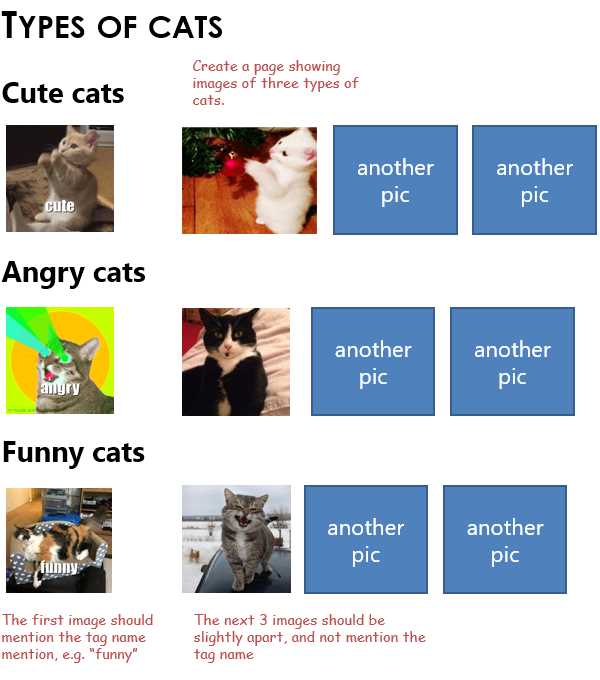 TYPES OF CATS
Create a page showing
images of three types of
cats.
Cute cats
cute
another
pic
another
pic
Angry cats
angry
another
pic
another
pic
Funny cats
funny
another
pic
another
pic
The first image should
mention the tag name
mention, e.g. “funny”
The next 3 images should be
slightly apart, and not mention the
tag name